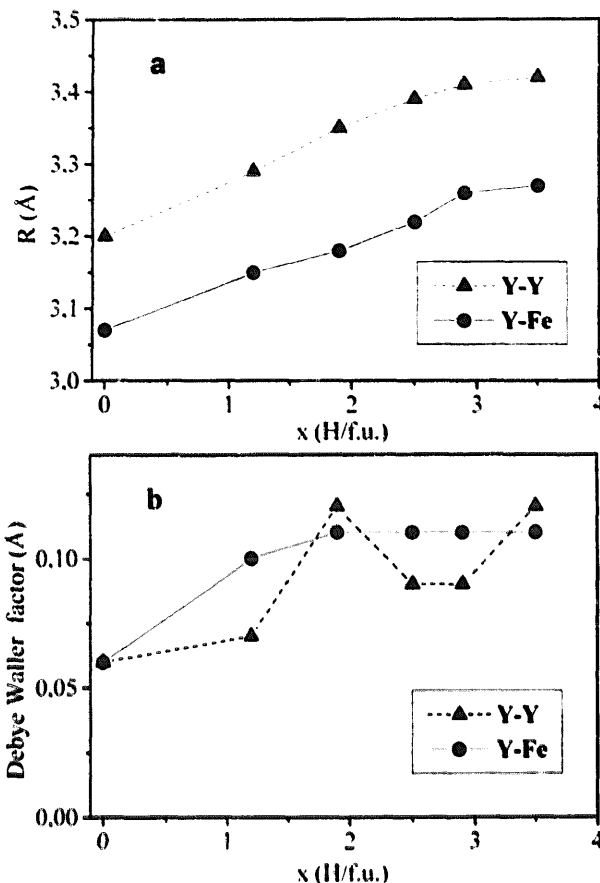 3.5
a
3.4
3.3
R (Å)
3.2
3.1
3.0
Y-Y
Y-Fe
0 1 2 3 4
x (H/f.u.)
b
0.10
Debye Waller factor (Å)
0.05
0.00
Y-Y
Y-Fe
0 1 2 3 4
x (H/f.u.)